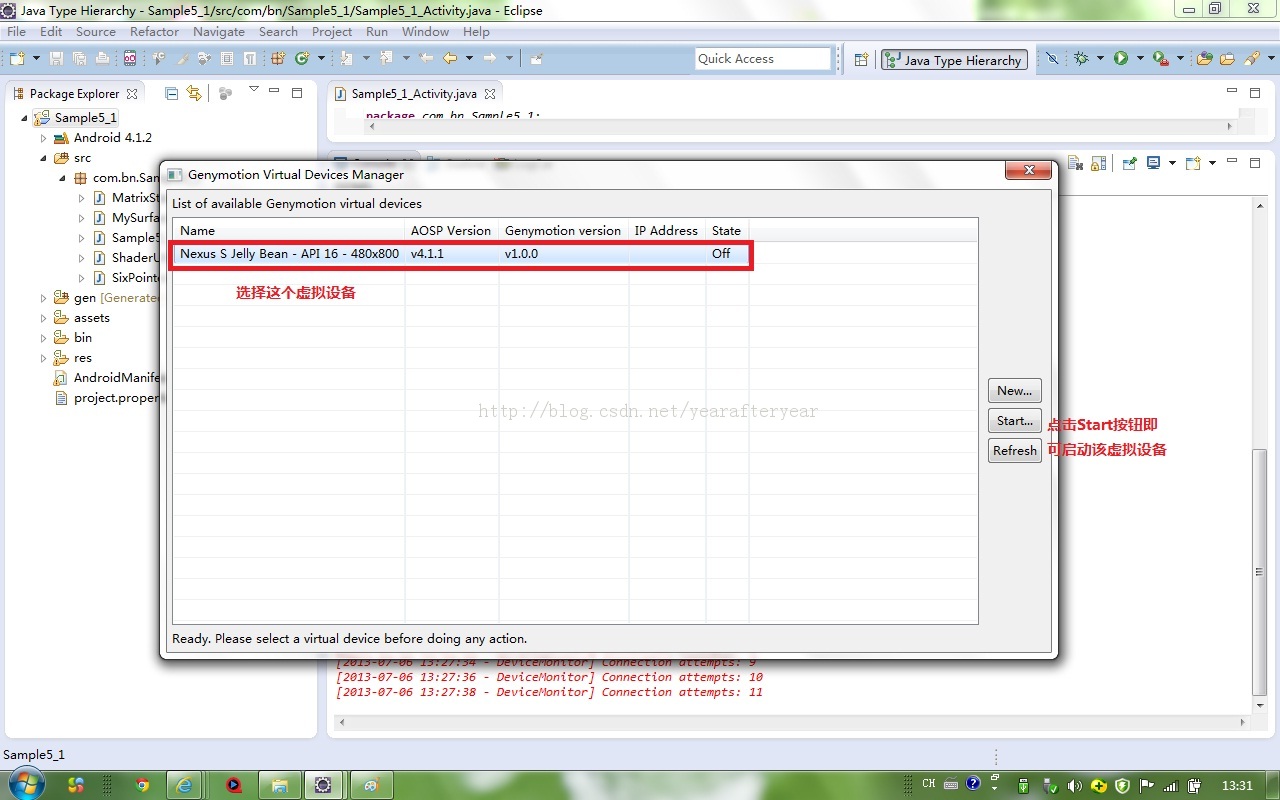 Java Type Hierarchy - Sample5_1/src/com/bn/Sample5_1/Sample5_1_Activity.java - Eclipse
File Edit Source Refactor Navigate Search Project Run Window Help
Quick Access
Java Type Hierarchy
Package Explorer
Sample5_1_Activity.java
Sample5_1
package com.bn.Sample5_1;
Android 4.1.2
src
com.bn.Sam
MatrixSt
MySurfa
Sample5
ShaderU
SixPointe
gen [Generated
assets
bin
res
AndroidManife
project.proper
Genymotion Virtual Devices Manager
List of available Genymotion virtual devices
Name AOSP Version Genymotion version IP Address State
Nexus S Jelly Bean - API 16 - 480x800 v4.1.1 v1.0.0 Off
选择这个虚拟设备
New...
http://blog.csdn.net/yearafteryear
Start...
点击Start按钮即
Refresh
可启动该虚拟设备
Ready. Please select a virtual device before doing any action.
[2013-07-06 13:27:34 - DeviceMonitor] Connection attempts: 9
[2013-07-06 13:27:36 - DeviceMonitor] Connection attempts: 10
[2013-07-06 13:27:38 - DeviceMonitor] Connection attempts: 11
Sample5_1
CH
13:31